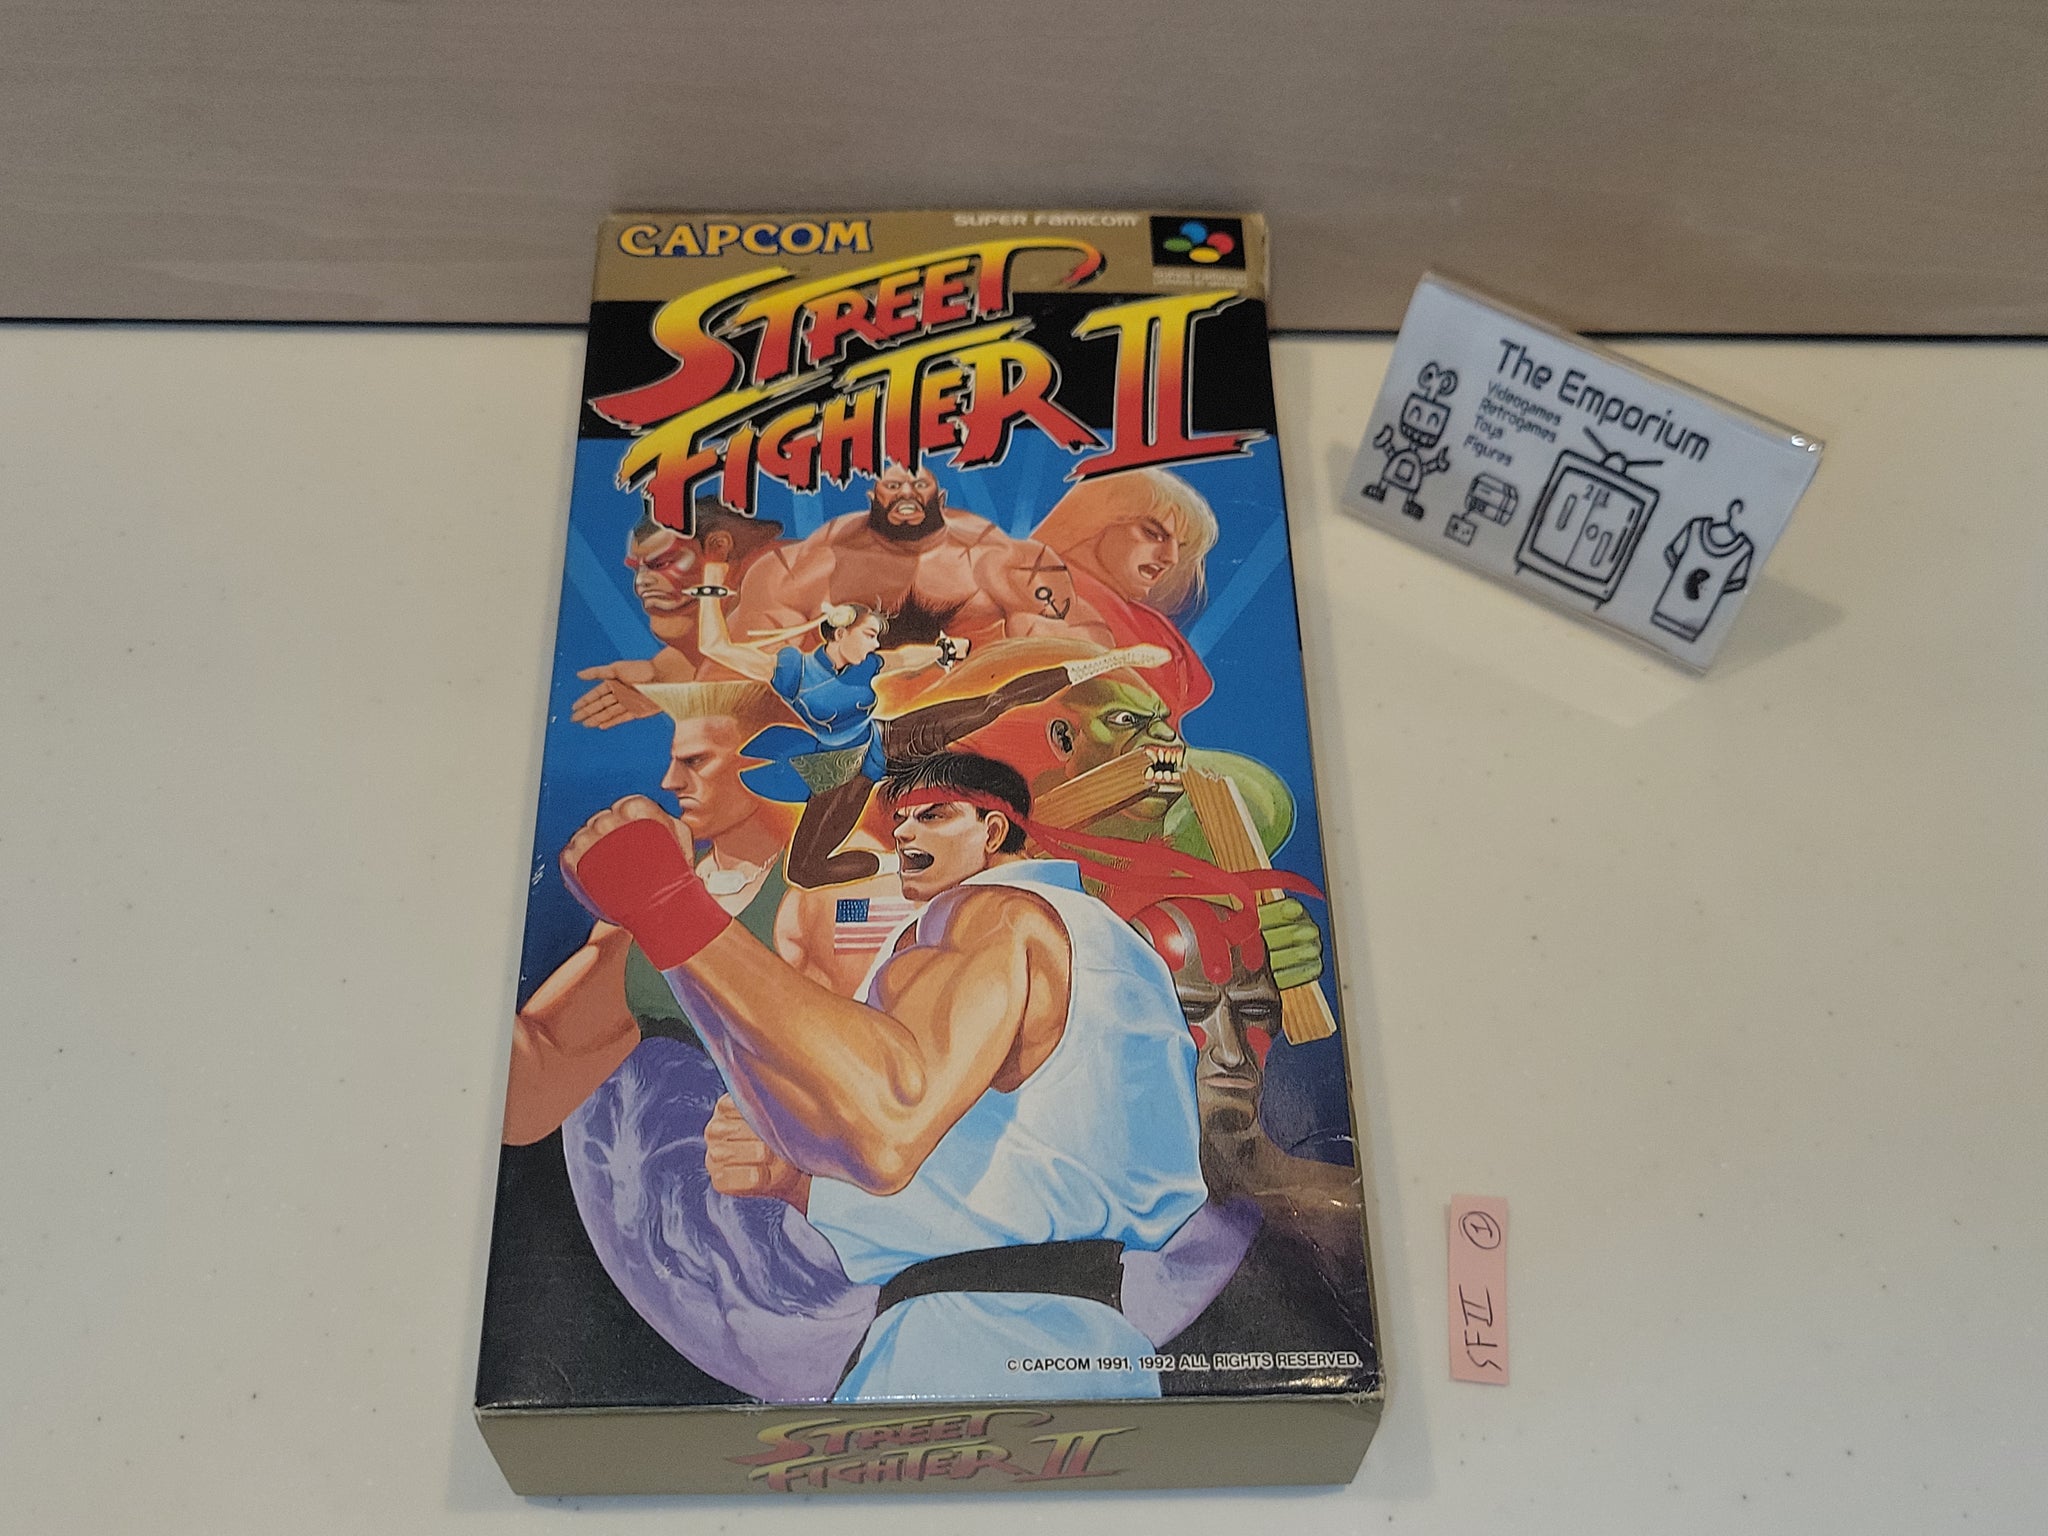 CAPCOM
SUPER FAMICOM
STREET
FIGHTER II
© CAPCOM 1991, 1992 ALL RIGHTS RESERVED.
STREET
FIGHTER II
The Emporium
Videogames
Retrogames
Toys
Figures
SFII ①